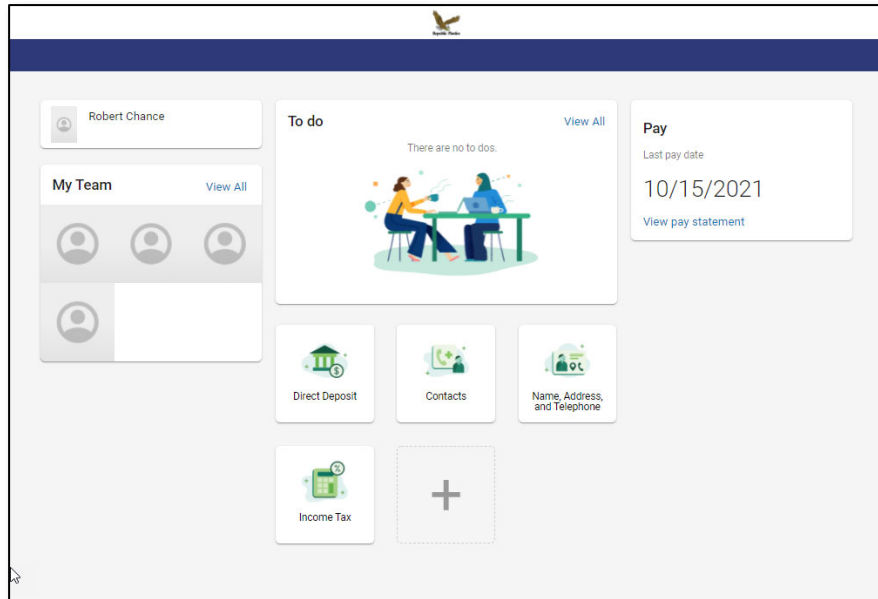 Robert Chance
My Team
View All
To do
View All
There are no to dos.
Direct Deposit
Contacts
Name, Address,
and Telephone
Income Tax
Pay
Last pay date
10/15/2021
View pay statement